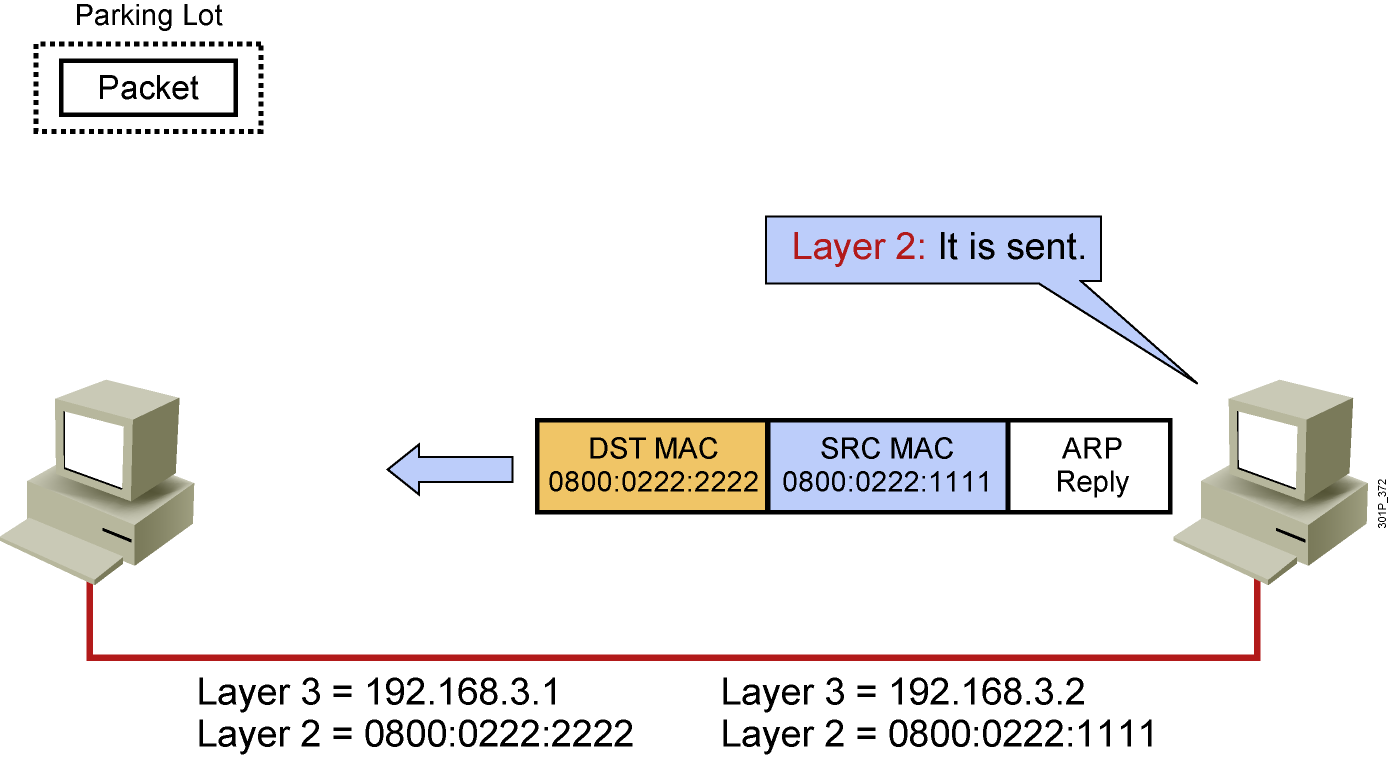 Parking Lot
Packet
Layer 2: It is sent.
DST MAC
0800:0222:2222
SRC MAC
0800:0222:1111
ARP
Reply
301P_372
Layer 3 = 192.168.3.1
Layer 2 = 0800:0222:2222
Layer 3 = 192.168.3.2
Layer 2 = 0800:0222:1111